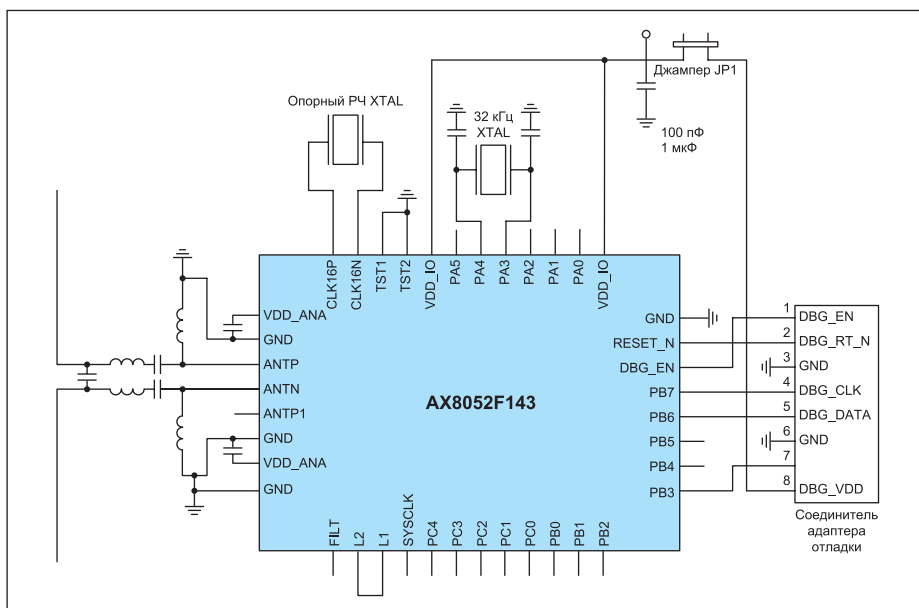 Джампер JP1
Опорный РЧ XTAL
32 кГц
XTAL
100 пФ
1 мкФ
CLK16P
CLK16N
TST1
TST2
VDD_IO
PA5
PA4
PA3
PA2
PA1
PA0
VDD_IO
VDD_ANA
GND
ANTP
ANTN
ANTP1
GND
VDD_ANA
GND
AX8052F143
GND
RESET_N
DBG_EN
PB7
PB6
PB5
PB4
PB3
1 DBG_EN
2 DBG_RT_N
3 GND
4 DBG_CLK
5 DBG_DATA
6 GND
7
8 DBG_VDD
Соединитель
адаптера
отладки
FILT
L2
L1
SYSCLK
PC4
PC3
PC2
PC1
PC0
PB0
PB1
PB2